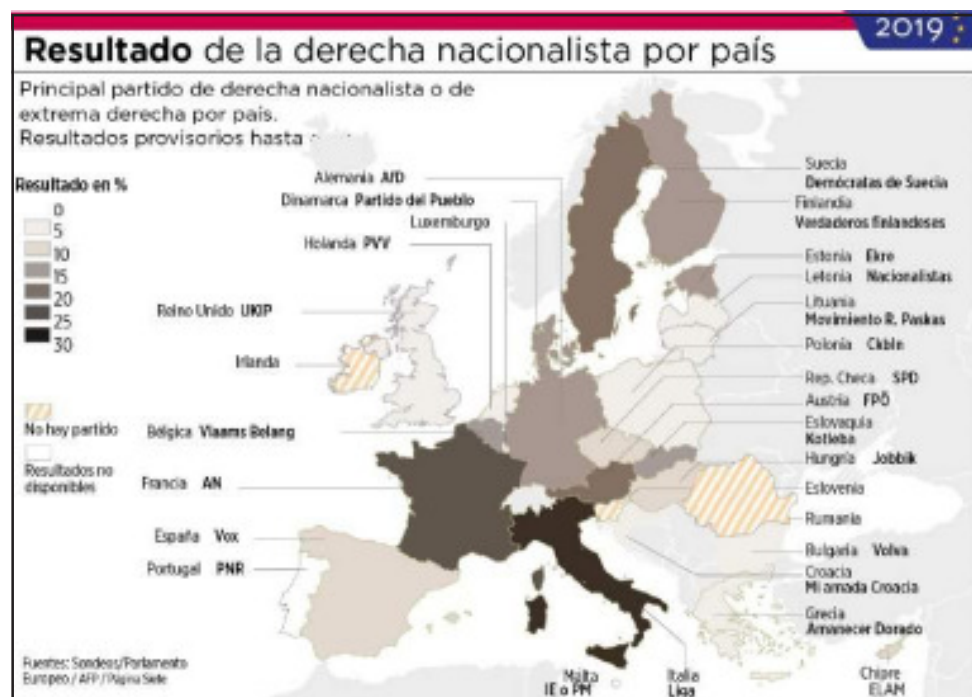 2019
Resultado de la derecha nacionalista por país
Principal partido de derecha nacionalista o de
extrema derecha por país.
Resultados provisorios hasta
Resultado en %
0
5
10
15
20
25
30
No hay partido
Resultados no
disponibles
Alemania AfD
Dinamarca Partido del Pueblo
Luxemburgo
Holanda PVV
Reino Unido UKIP
Irlanda
Bélgica Vlaams Belang
Francia AN
España Vox
Portugal PNR
Suecia
Demócratas de Suecia
Finlandia
Verdaderos finlandeses
Estonia Ekre
Letonia Nacionalistas
Lituania
Movimiento R. Paskas
Polonia
Rep. Checa SPD
Austria FPÖ
Eslovaquia
Kotleba
Hungría Jobbik
Eslovenia
Rumania
Bulgaria Volva
Croacia
Mi amada Croacia
Grecia
Amanecer Dorado
Chipre
ELAM
Italia
Liga
Malta
IE o PM
Fuentes: Sondeos/Parlamento
Europeo / AFP / Página Siete